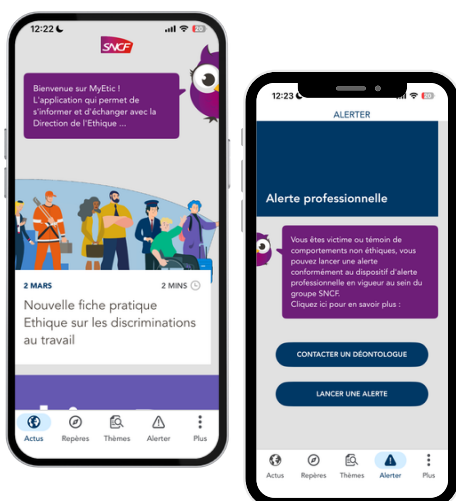 12:22
20
SNCF
Bienvenue sur MyEtic !
L'application qui permet de
s'informer et d'échanger avec la
Direction de l'Ethique ...
2 MARS
2 MINS
Nouvelle fiche pratique
Ethique sur les discriminations
au travail
Actus
Repères
Thèmes
Alerter
Plus
12:23
20
ALERTER
Alerte professionnelle
Vous êtes victime ou témoin de
comportements non éthiques, vous
pouvez lancer une alerte
conformément au dispositif d'alerte
professionnelle en vigueur au sein du
groupe SNCF.
Cliquez ici pour en savoir plus :
CONTACTER UN DÉONTOLOGUE
LANCER UNE ALERTE
Actus
Repères
Thèmes
Alerter
Plus